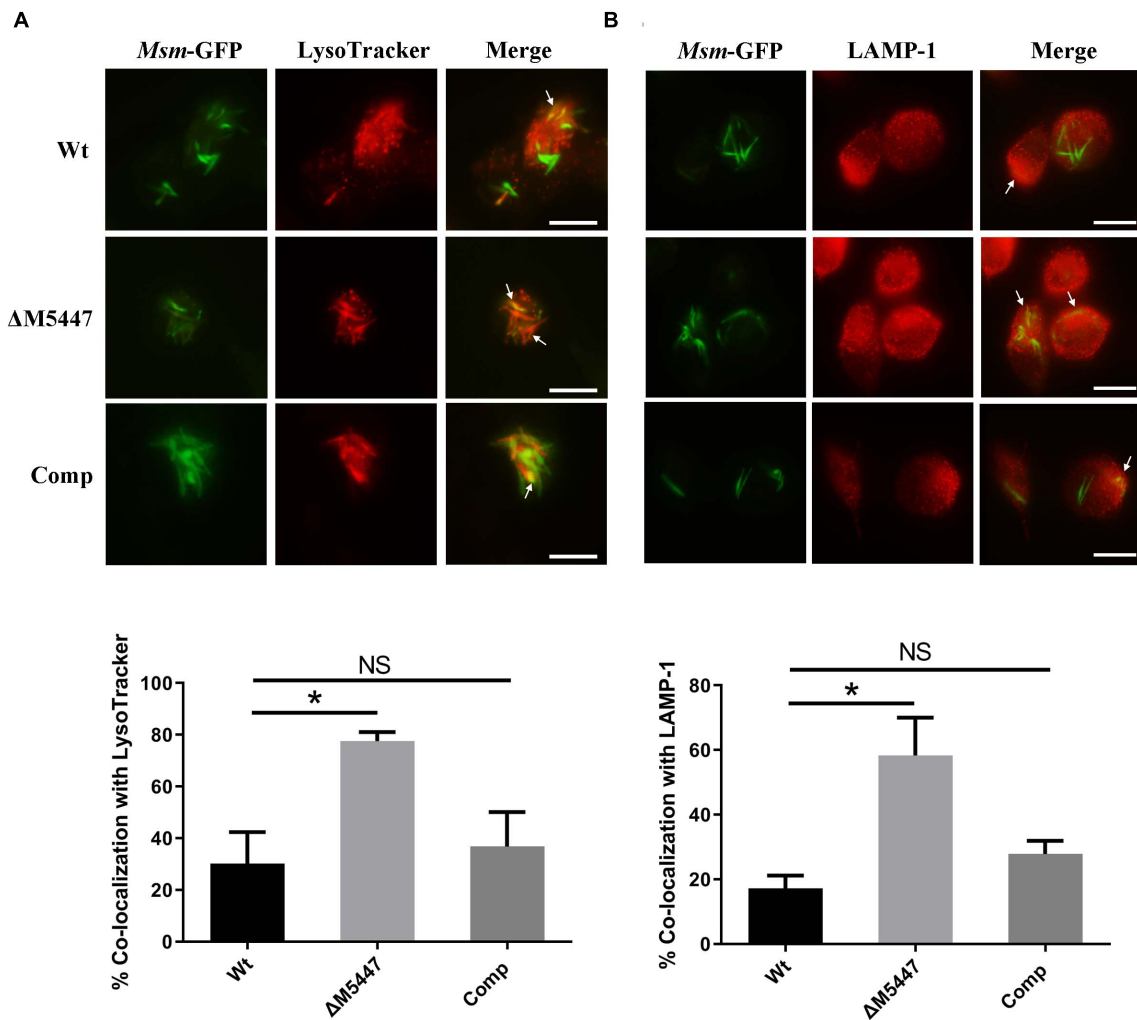 A
B
Msm-GFP LysoTracker Merge
Msm-GFP LAMP-1 Merge
Wt
ΔM5447
Comp
% Co-localization with LysoTracker
100
80
60
40
20
0
NS
*
Wt
ΔM5447
Comp
% Co-localization with LAMP-1
80
60
40
20
0
NS
*
Wt
ΔM5447
Comp